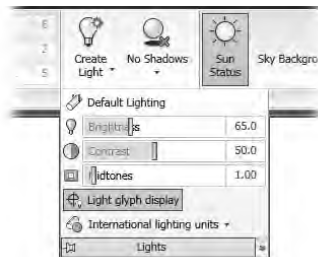 Create Light
No Shadows
Sun Status
Sky Backgro
Default Lighting
Brightness 65.0
Contrast 50.0
Midtones 1.00
Light glyph display
International lighting units
Lights